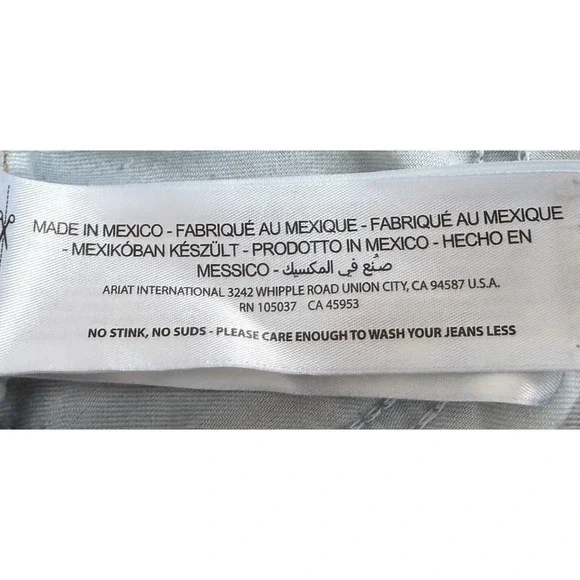 MADE IN MEXICO - FABRIQUÉ AU MEXIQUE - FABRIQUÉ AU MEXIQUE
- MEXIKÓBAN KÉSZÜLT - PRODOTTO IN MEXICO - HECHO EN
MESSICO - صُنع في المكسيك
ARIAT INTERNATIONAL 3242 WHIPPLE ROAD UNION CITY, CA 94587 U.S.A.
RN 105037 CA 45953
NO STINK, NO SUDS - PLEASE CARE ENOUGH TO WASH YOUR JEANS LESS